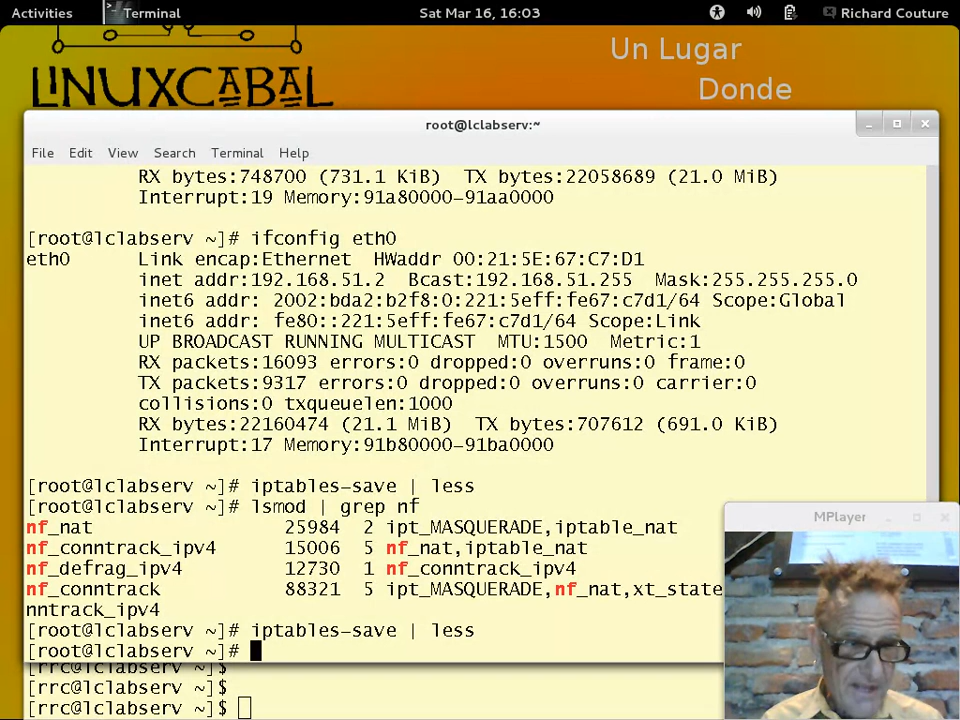 Activities Terminal Sat Mar 16, 16:03 Richard Couture
Un Lugar
Donde
LINUXCABAL
root@lclabserv:~
File Edit View Search Terminal Help
RX bytes:748700 (731.1 KiB) TX bytes:22058689 (21.0 MiB)
Interrupt:19 Memory:91a80000-91aa0000
[root@lclabserv ~]# ifconfig eth0
eth0 Link encap:Ethernet HWaddr 00:21:5E:67:C7:D1
inet addr:192.168.51.2 Bcast:192.168.51.255 Mask:255.255.255.0
inet6 addr: 2002:bda2:b2f8:0:221:5eff:fe67:c7d1/64 Scope:Global
inet6 addr: fe80::221:5eff:fe67:c7d1/64 Scope:Link
UP BROADCAST RUNNING MULTICAST MTU:1500 Metric:1
RX packets:16093 errors:0 dropped:0 overruns:0 frame:0
TX packets:9317 errors:0 dropped:0 overruns:0 carrier:0
collisions:0 txqueuelen:1000
RX bytes:22160474 (21.1 MiB) TX bytes:707612 (691.0 KiB)
Interrupt:17 Memory:91b80000-91ba0000
[root@lclabserv ~]# iptables-save | less
[root@lclabserv ~]# lsmod | grep nf
nf_nat 25984 2 ipt_MASQUERADE,iptable_nat
nf_conntrack_ipv4 15006 5 nf_nat,iptable_nat
nf_defrag_ipv4 12730 1 nf_conntrack_ipv4
nf_conntrack 88321 5 ipt_MASQUERADE,nf_nat,xt_state
nntrack_ipv4
[root@lclabserv ~]# iptables-save | less
[root@lclabserv ~]#
[rrc@lclabserv ~]$
[rrc@lclabserv ~]$
[rrc@lclabserv ~]$
MPlayer